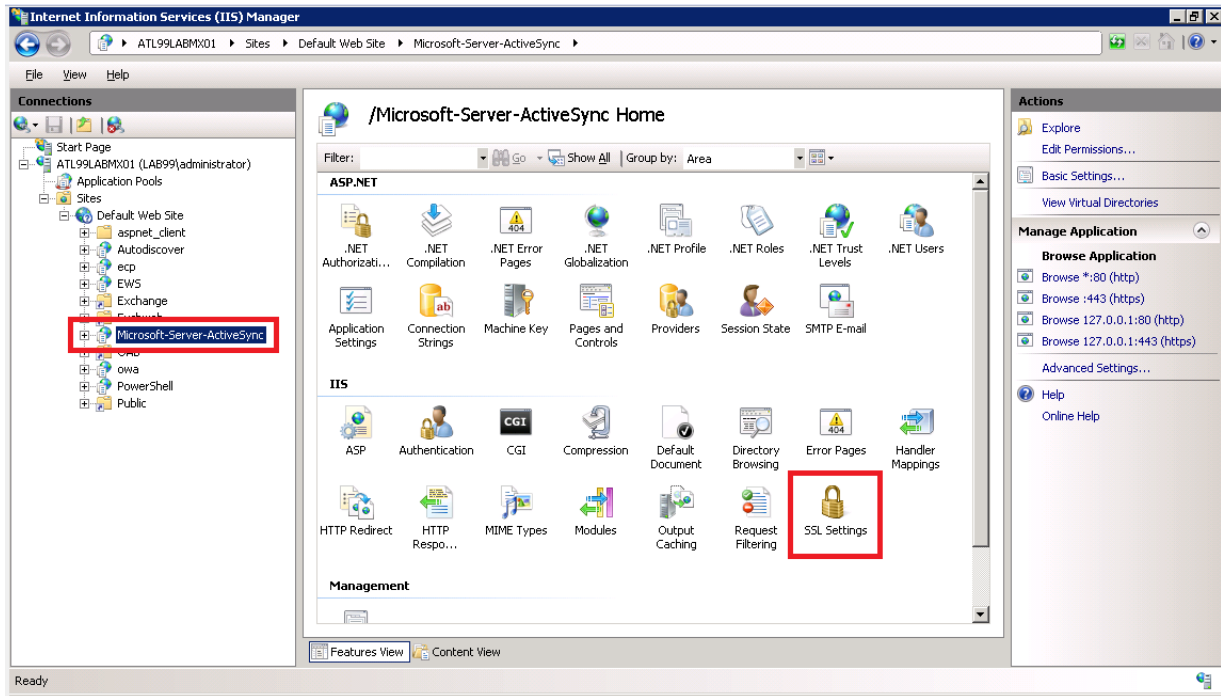 Internet Information Services (IIS) Manager
ATL99LABMX01 Sites Default Web Site Microsoft-Server-ActiveSync
File View Help
Connections
Start Page
ATL99LABMX01 (LAB99\administrator)
Application Pools
Sites
Default Web Site
aspnet_client
Autodiscover
ecp
EWS
Exchange
Exchweb
Microsoft-Server-ActiveSync
OAB
owa
PowerShell
Public
/Microsoft-Server-ActiveSync Home
Filter: Go Show All Group by: Area
ASP.NET
.NET Authorizati...
.NET Compilation
.NET Error Pages
.NET Globalization
.NET Profile
.NET Roles
.NET Trust Levels
.NET Users
Application Settings
Connection Strings
Machine Key
Pages and Controls
Providers
Session State
SMTP E-mail
IIS
ASP
Authentication
CGI
Compression
Default Document
Directory Browsing
Error Pages
Handler Mappings
HTTP Redirect
HTTP Respo...
MIME Types
Modules
Output Caching
Request Filtering
SSL Settings
Management
Features View Content View
Actions
Explore
Edit Permissions...
Basic Settings...
View Virtual Directories
Manage Application
Browse Application
Browse *:80 (http)
Browse :443 (https)
Browse 127.0.0.1:80 (http)
Browse 127.0.0.1:443 (https)
Advanced Settings...
Help
Online Help
Ready